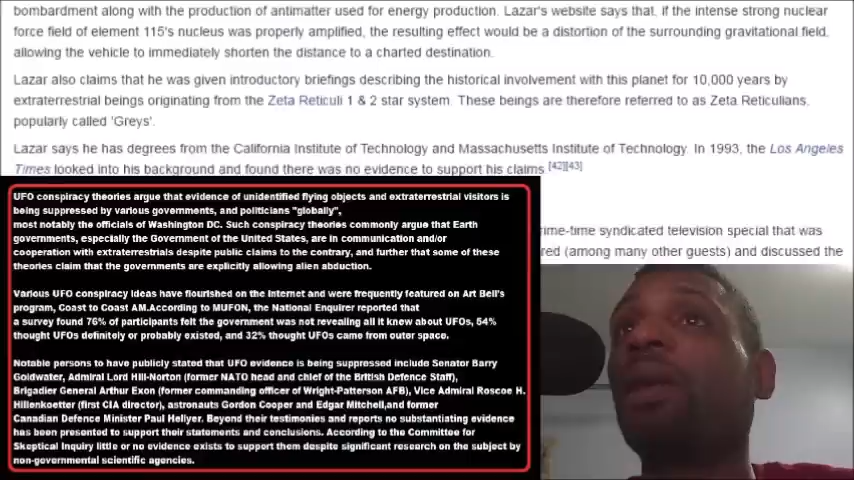 bombardment along with the production of antimatter used for energy production. Lazar's website says that, if the intense strong nuclear
force field of element 115's nucleus was properly amplified, the resulting effect would be a distortion of the surrounding gravitational field,
allowing the vehicle to immediately shorten the distance to a charted destination.
Lazar also claims that he was given introductory briefings describing the historical involvement with this planet for 10,000 years by
extraterrestrial beings originating from the Zeta Reticuli 1 & 2 star system. These beings are therefore referred to as Zeta Reticulians,
popularly called 'Greys'.
Lazar says he has degrees from the California Institute of Technology and Massachusetts Institute of Technology. In 1993, the Los Angeles
Times looked into his background and found there was no evidence to support his claims.[42][43]
ime-time syndicated television special that was
red (among many other guests) and discussed the
UFO conspiracy theories argue that evidence of unidentified flying objects and extraterrestrial visitors is
being suppressed by various governments, and politicians "globally",
most notably the officials of Washington DC. Such conspiracy theories commonly argue that Earth
governments, especially the Government of the United States, are in communication and/or
cooperation with extraterrestrials despite public claims to the contrary, and further that some of these
theories claim that the governments are explicitly allowing alien abduction.
Various UFO conspiracy ideas have flourished on the Internet and were frequently featured on Art Bell's
program, Coast to Coast AM.According to MUFON, the National Enquirer reported that
a survey found 76% of participants felt the government was not revealing all it knew about UFOs, 54%
thought UFOs definitely or probably existed, and 32% thought UFOs came from outer space.
Notable persons to have publicly stated that UFO evidence is being suppressed include Senator Barry
Goldwater, Admiral Lord Hill-Norton (former NATO head and chief of the British Defence Staff),
Brigadier General Arthur Exon (former commanding officer of Wright-Patterson AFB), Vice Admiral Roscoe H.
Hillenkoetter (first CIA director), astronauts Gordon Cooper and Edgar Mitchell,and former
Canadian Defence Minister Paul Hellyer. Beyond their testimonies and reports no substantiating evidence
has been presented to support their statements and conclusions. According to the Committee for
Skeptical Inquiry little or no evidence exists to support them despite significant research on the subject by
non-governmental scientific agencies.